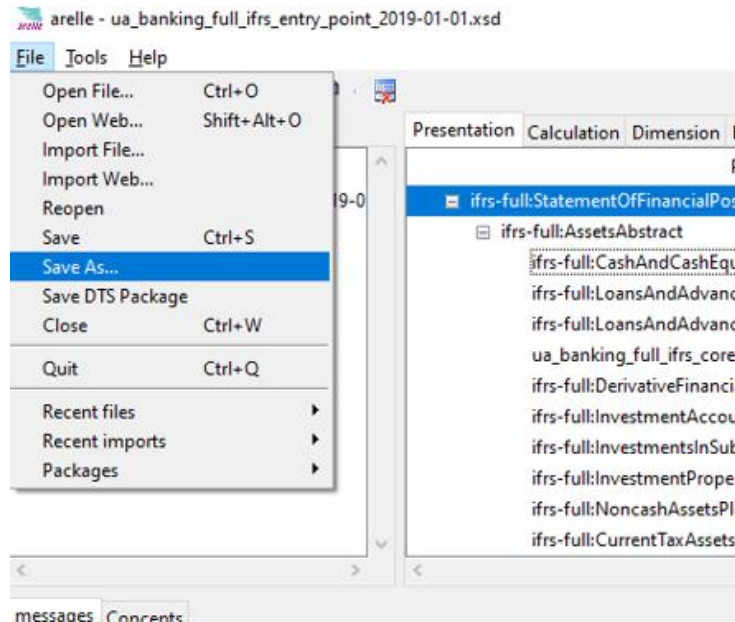 arelle
arelle - ua_banking_full_ifrs_entry_point_2019-01-01.xsd
File Tools Help
Open File... Ctrl+O
Open Web... Shift+Alt+O
Import File...
Import Web...
Reopen
Save Ctrl+S
Save As...
Save DTS Package
Close Ctrl+W
Quit Ctrl+Q
Recent files
Recent imports
Packages
19-0
Presentation Calculation Dimension
ifrs-full:StatementOfFinancialPos
ifrs-full:AssetsAbstract
ifrs-full:CashAndCashEqu
ifrs-full:LoansAndAdvanc
ifrs-full:LoansAndAdvanc
ua_banking_full_ifrs_core
ifrs-full:DerivativeFinanci
ifrs-full:InvestmentAccou
ifrs-full:InvestmentsInSub
ifrs-full:InvestmentPrope
ifrs-full:NoncashAssetsPl
ifrs-full:CurrentTaxAssets
messages Concepts